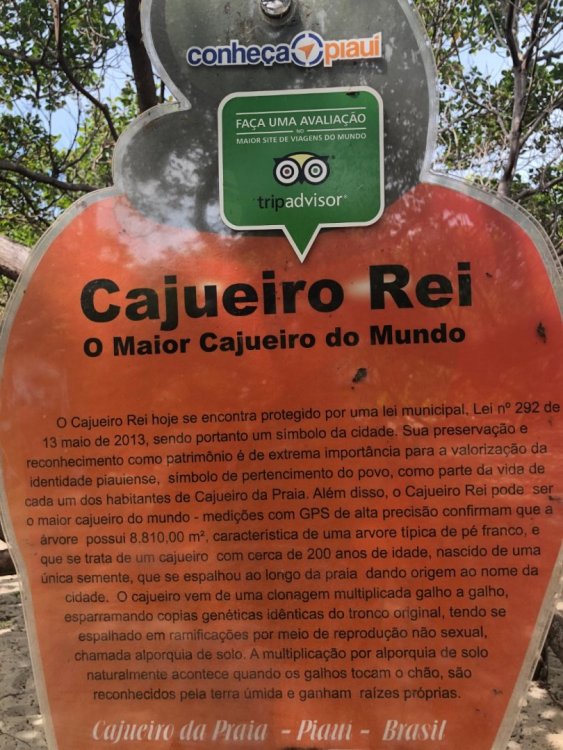 conheça piauí
FAÇA UMA AVALIAÇÃO
NO
MAIOR SITE DE VIAGENS DO MUNDO
tripadvisor®
Cajueiro Rei
O Maior Cajueiro do Mundo
O Cajueiro Rei hoje se encontra protegido por uma lei municipal, Lei nº 292 de
13 maio de 2013, sendo portanto um símbolo da cidade. Sua preservação e
reconhecimento como patrimônio é de extrema importância para a valorização da
identidade piauiense, símbolo de pertencimento do povo, como parte da vida de
cada um dos habitantes de Cajueiro da Praia. Além disso, o Cajueiro Rei pode ser
o maior cajueiro do mundo - medições com GPS de alta precisão confirmam que a
árvore possui 8.810,00 m², característica de uma arvore típica de pé franco, e
que se trata de um cajueiro com cerca de 200 anos de idade, nascido de uma
única semente, que se espalhou ao longo da praia dando origem ao nome da
cidade. O cajueiro vem de uma clonagem multiplicada galho a galho,
esparramando copias genéticas idênticas do tronco original, tendo se
espalhado em ramificações por meio de reprodução não sexual,
chamada alporquia de solo. A multiplicação por alporquia de solo
naturalmente acontece quando os galhos tocam o chão, são
reconhecidos pela terra úmida e ganham raízes próprias.
Cajueiro da Praia - Piauí - Brasil